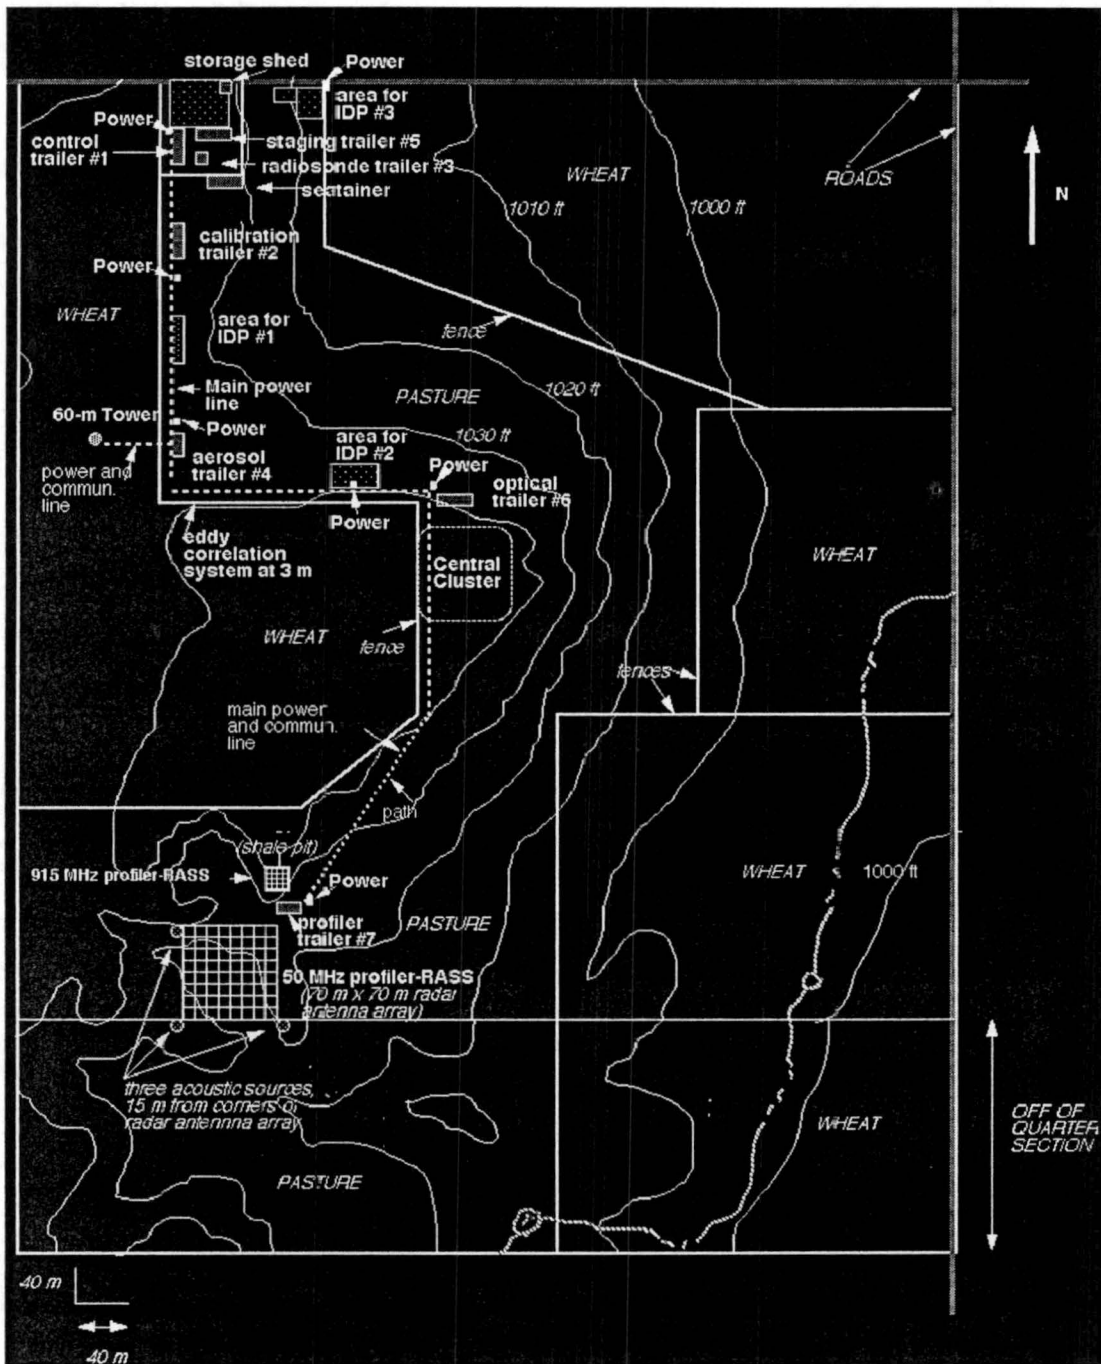 storage shed
Power
area for
IDP #3
Power
control
trailer #1
staging trailer #5
radiosonde trailer #3
seatainer
WHEAT
ROADS
N
1010 ft
1000 ft
calibration
trailer #2
Power
WHEAT
area for
IDP #1
fence
Main power
line
PASTURE
1020 ft
60-m Tower
Power
1030 ft
area for
IDP #2
aerosol
trailer #4
Power
optical
trailer #6
power and
commun.
line
Power
eddy
correlation
system at 3 m
Central
Cluster
WHEAT
WHEAT
fence
fences
main power
and commun.
line
path
(shale pit)
915 MHz profiler-RASS
Power
WHEAT
1000 ft
profiler
trailer #7
PASTURE
50 MHz profiler-RASS
(70 m x 70 m radar
antenna array)
three acoustic sources,
15 m from corners of
radar antennna array
WHEAT
OFF OF
QUARTER
SECTION
PASTURE
40 m
40 m